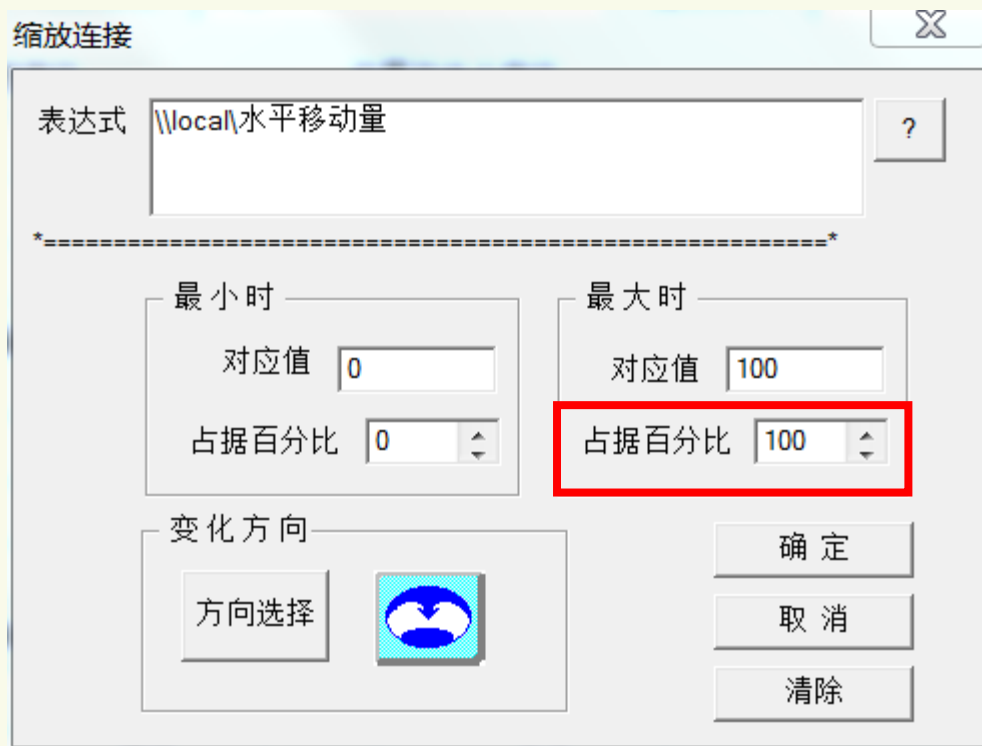 缩放连接
表达式 \\local\水平移动量 ?
*========================================================*
最小时 最大时
对应值 0 对应值 100
占据百分比 0 占据百分比 100
变化方向
方向选择
确定
取消
清除